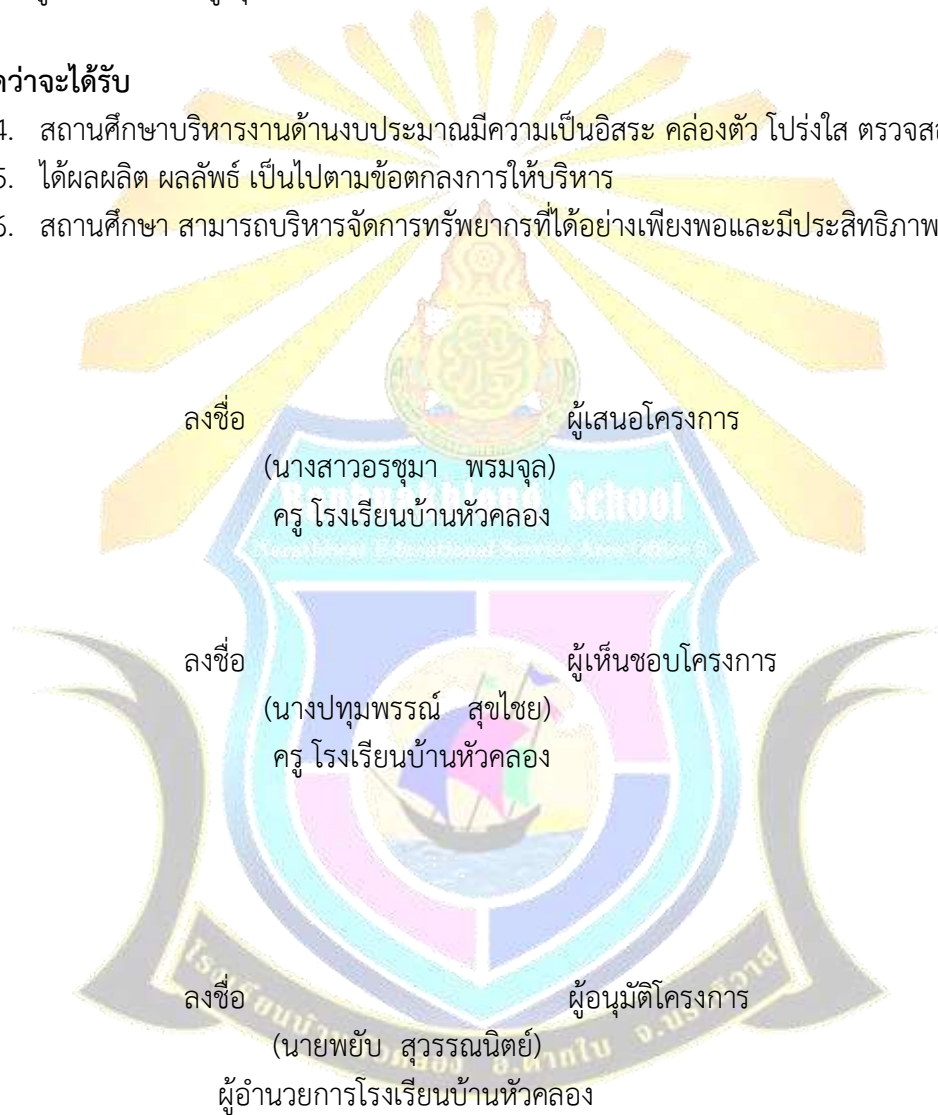 ว่าจะได้รับ
4. สถานศึกษาบริหารงานด้านงบประมาณมีความเป็นอิสระ คล่องตัว โปร่งใส
5. ได้ผลผลิต ผลลัพธ์ เป็นไปตามข้อตกลงการให้บริหาร
6. สถานศึกษา สามารถบริหารจัดการทรัพยากรที่ได้อย่างเพียงพอและมีประสิทธิภาพ
ลงชื่อ ผู้เสนอโครงการ
(นางสาวอรชุมา พรมจุล)
School
ครู โรงเรียนบ้านหัวคลอง
Narathiwat Educational Service Area Office 2
ลงชื่อ ผู้เห็นชอบโครงการ
(นางปทุมพรรณ์ สุขไชย)
ครู โรงเรียนบ้านหัวคลอง
ลงชื่อ ผู้อนุมัติโครงการ
(นายพยับ สุวรรณนิตย์)
อ.ตากใบ
ผู้อำนวยการโรงเรียนบ้านหัวคลอง